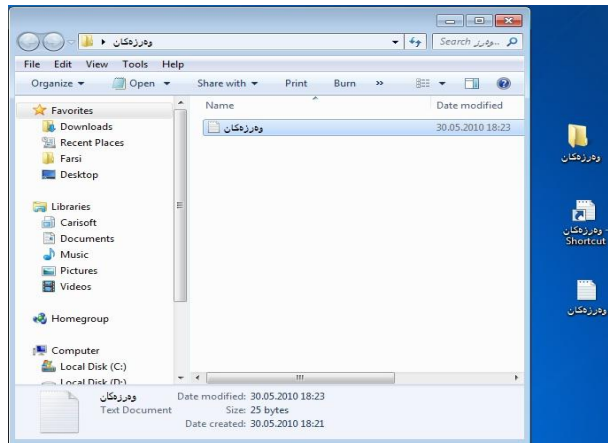 وەرزەکان
Search وەرز...
File Edit View Tools Help
Organize Open Share with Print Burn »
Favorites
Downloads
Recent Places
Farsi
Desktop
Libraries
Carisoft
Documents
Music
Pictures
Videos
Homegroup
Computer
Local Disk (C:)
Local Disk (D:)
Name Date modified
وەرزەکان 30.05.2010 18:23
وەرزەکان Date modified: 30.05.2010 18:23
Text Document Size: 25 bytes
Date created: 30.05.2010 18:21
وەرزەکان
وەرزەکان -
Shortcut
وەرزەکان